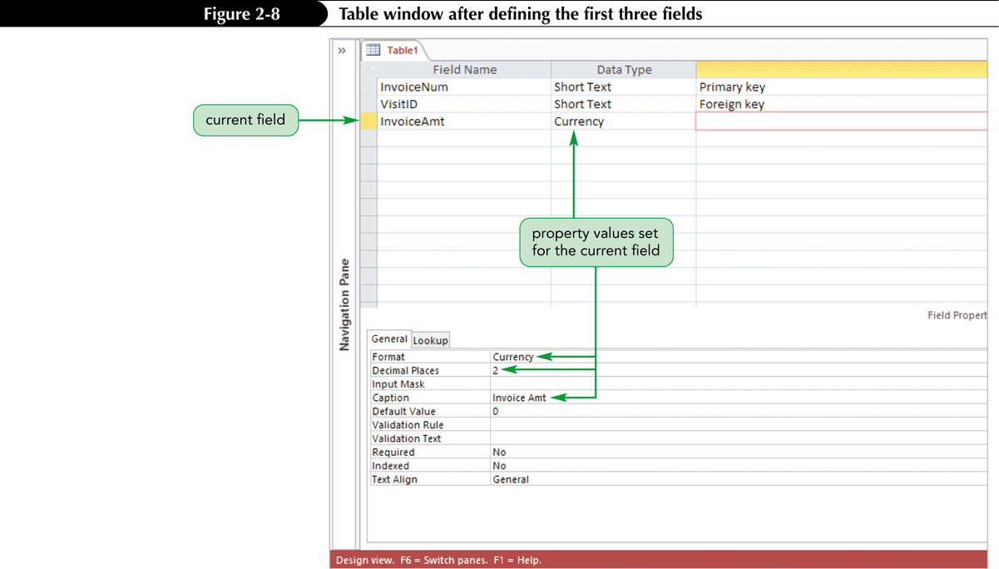 Figure 2-8 Table window after defining the first three fields
» Table1
Field Name Data Type
InvoiceNum Short Text Primary key
VisitID Short Text Foreign key
current field
InvoiceAmt Currency
property values set
for the current field
Navigation Pane
Field Propert
General Lookup
Format Currency
Decimal Places 2
Input Mask
Caption Invoice Amt
Default Value 0
Validation Rule
Validation Text
Required No
Indexed No
Text Align General
Design view. F6 = Switch panes. F1 = Help.